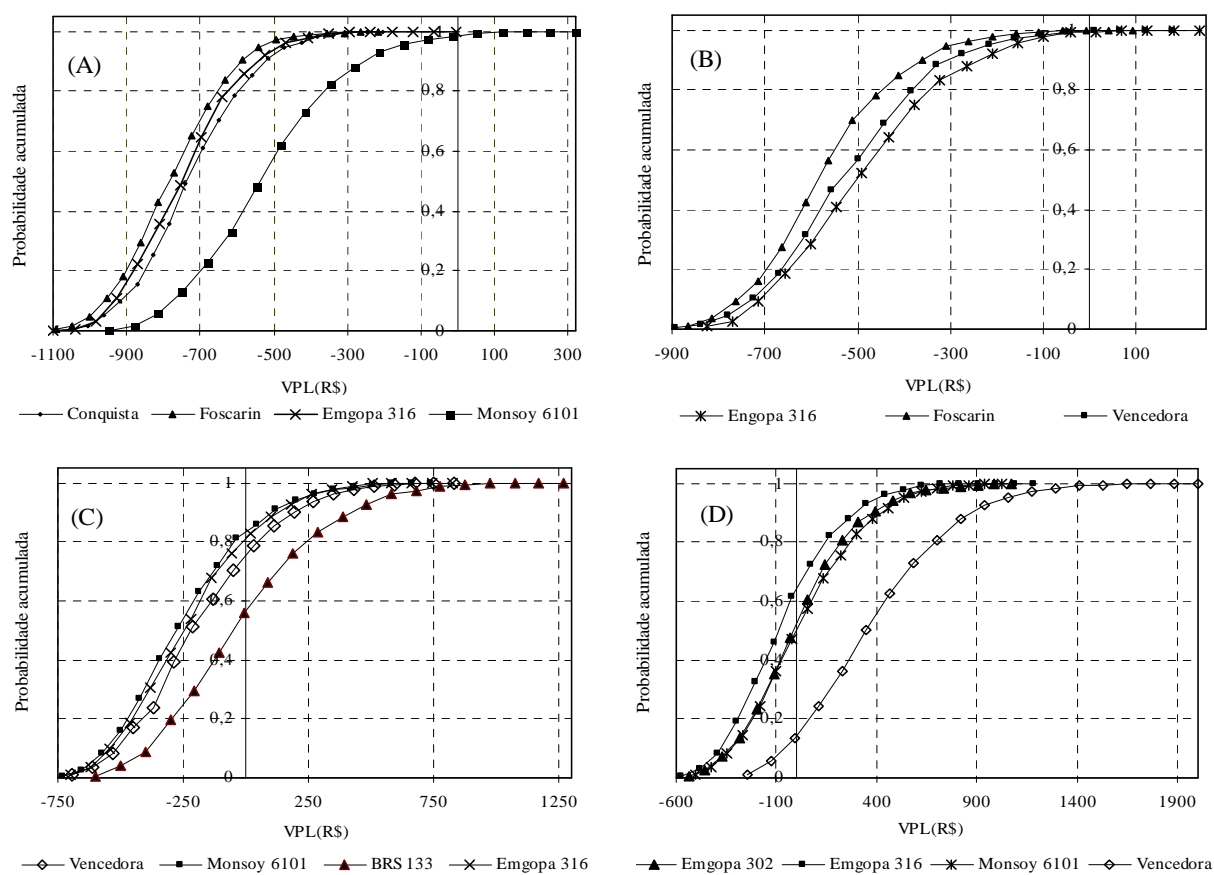 (A)
Probabilidade acumulada
1
0,8
0,6
0,4
0,2
0
-1100 -900 -700 -500 -300 -100 100 300
VPL(R$)
Conquista Foscarin Emgopa 316 Monsoy 6101
(B)
Probabilidade acumulada
1
0,8
0,6
0,4
0,2
0
-900 -700 -500 -300 -100 100
VPL(R$)
Engopa 316 Foscarin Vencedora
(C)
Probabilidade acumulada
1
0,8
0,6
0,4
0,2
0
-750 -250 250 750 1250
VPL(R$)
Vencedora Monsoy 6101 BRS 133 Emgopa 316
(D)
Probabilidade acumulada
1
0,8
0,6
0,4
0,2
0
-600 -100 400 900 1400 1900
VPL(R$)
Emgopa 302 Emgopa 316 Monsoy 6101 Vencedora